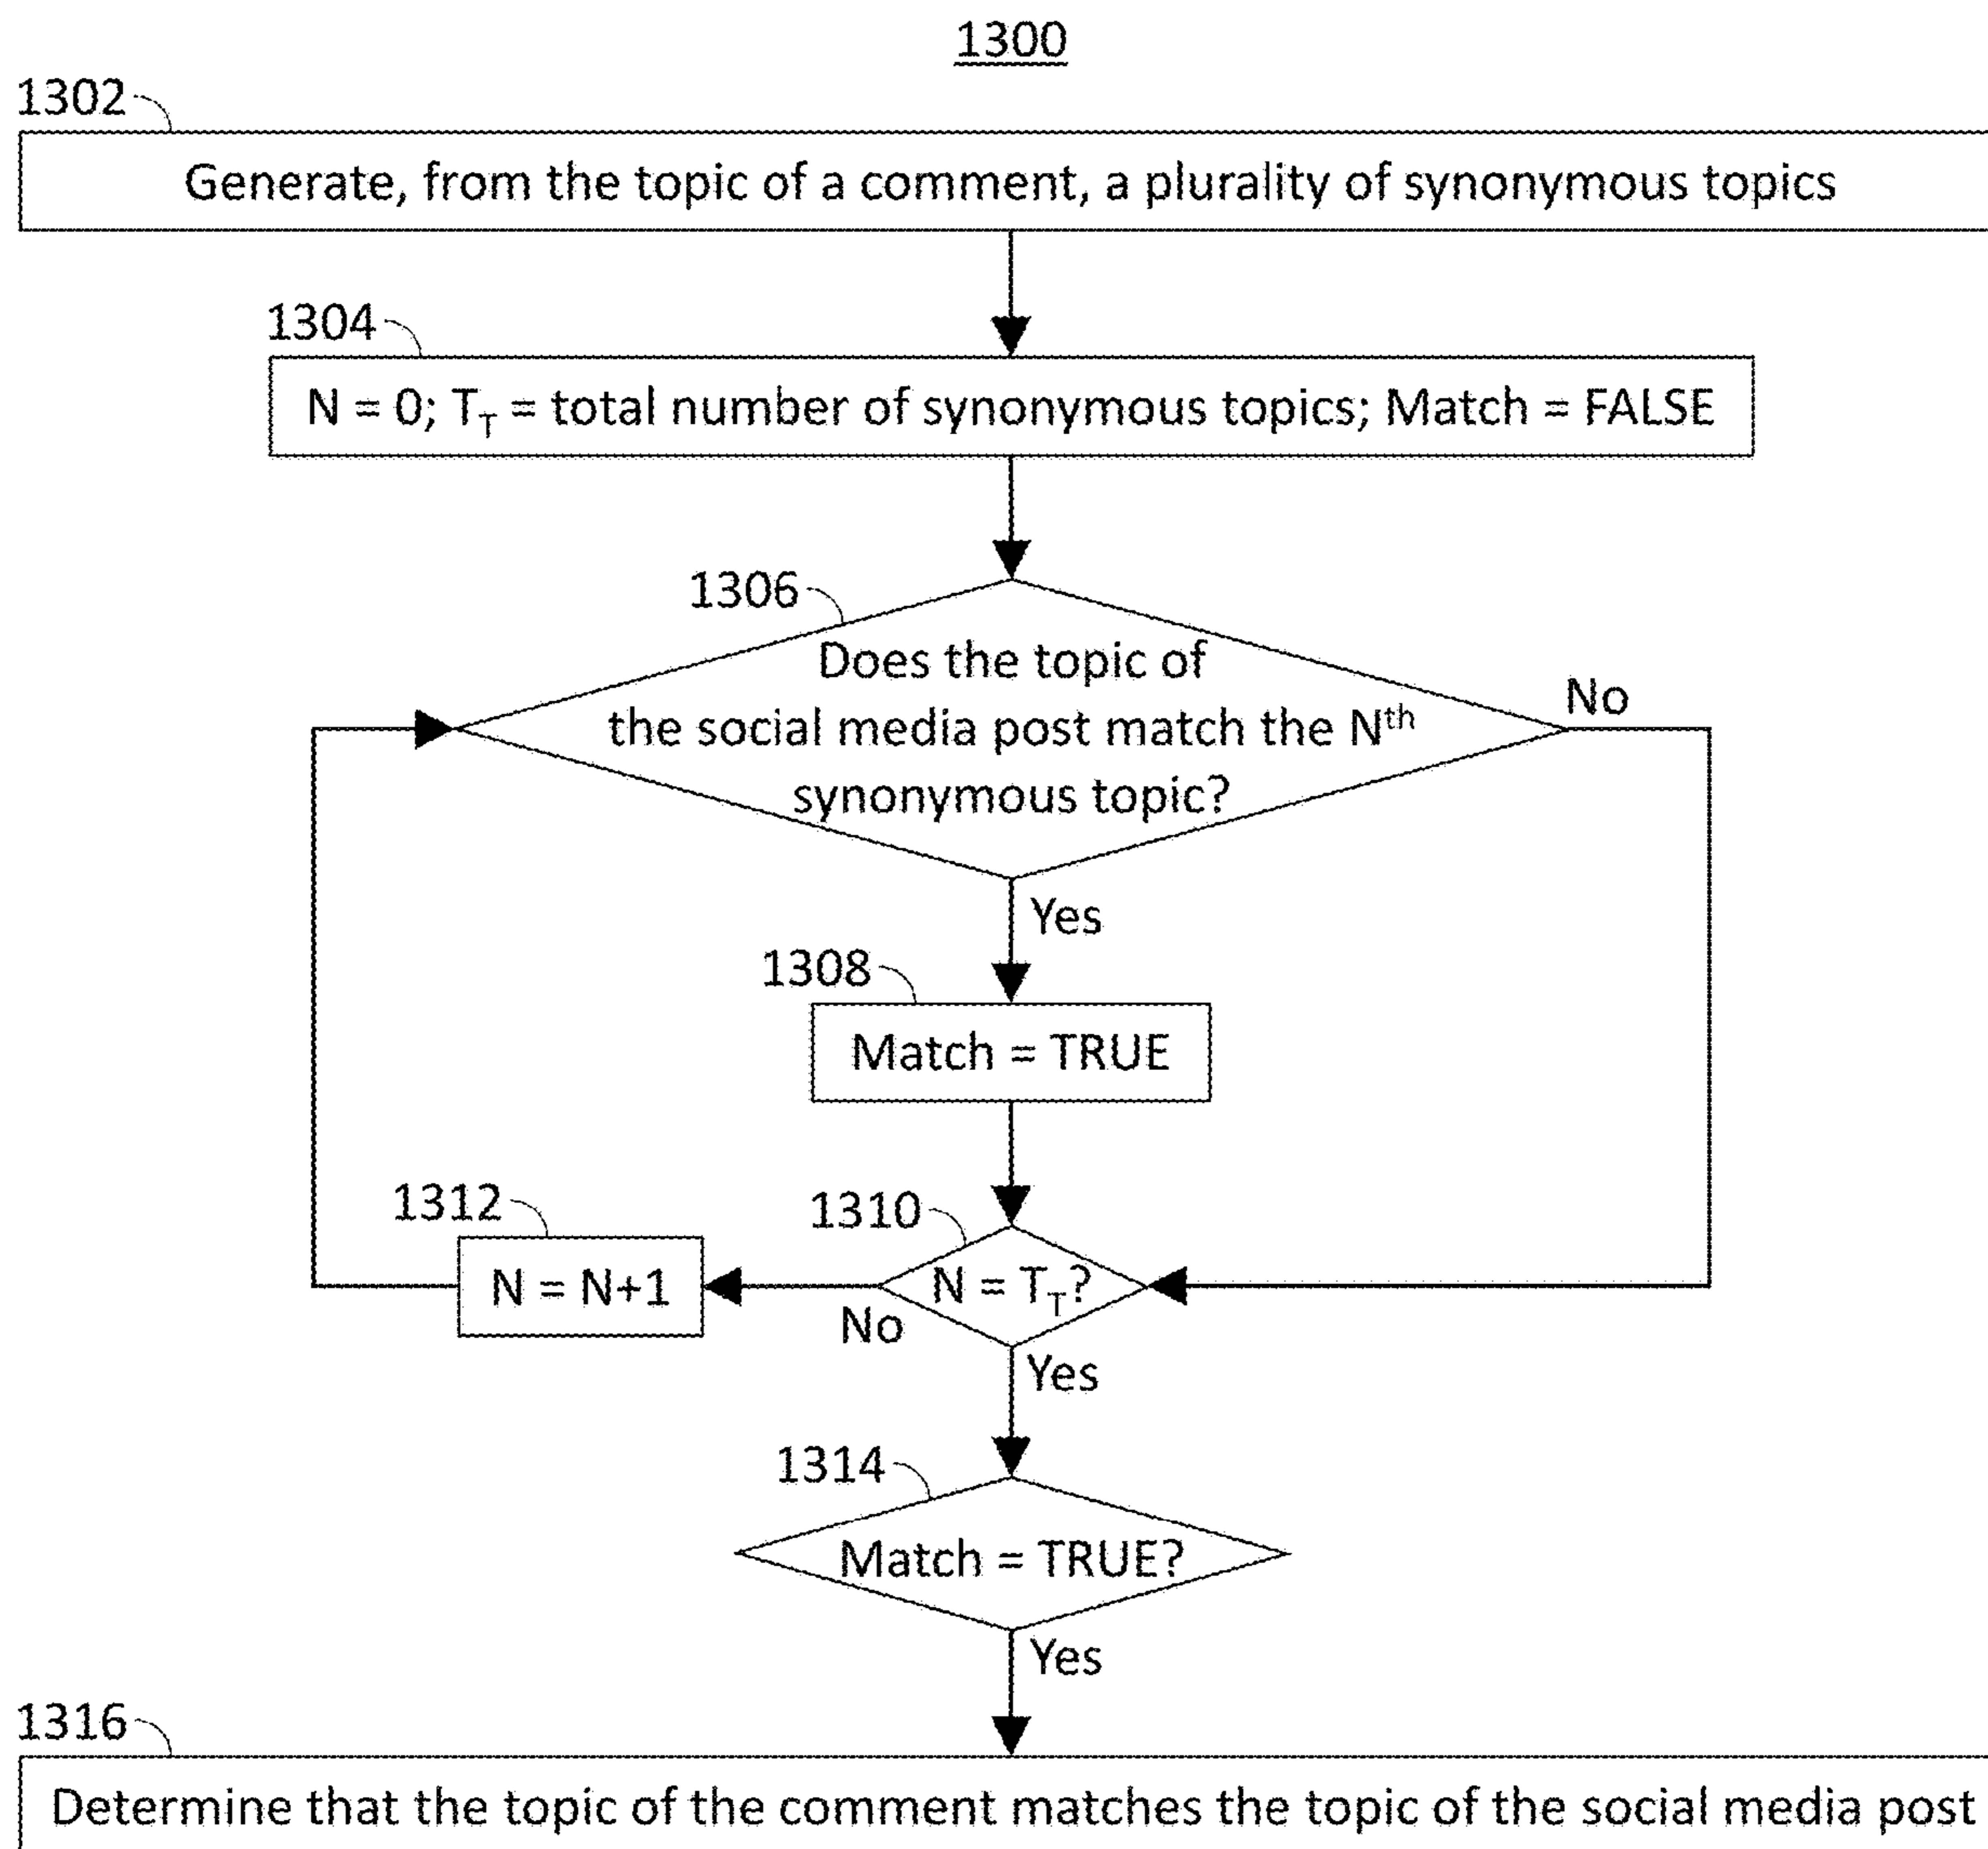 1300
1302
Generate, from the topic of a comment, a plurality of synonymous topics
1304
N = 0; T_T = total number of synonymous topics; Match = FALSE
1306
Does the topic of
the social media post match the Nth
synonymous topic?
No
Yes
1308
Match = TRUE
1312
N = N+1
1310
N = T_T?
No
Yes
1314
Match = TRUE?
Yes
1316
Determine that the topic of the comment matches the topic of the social media post